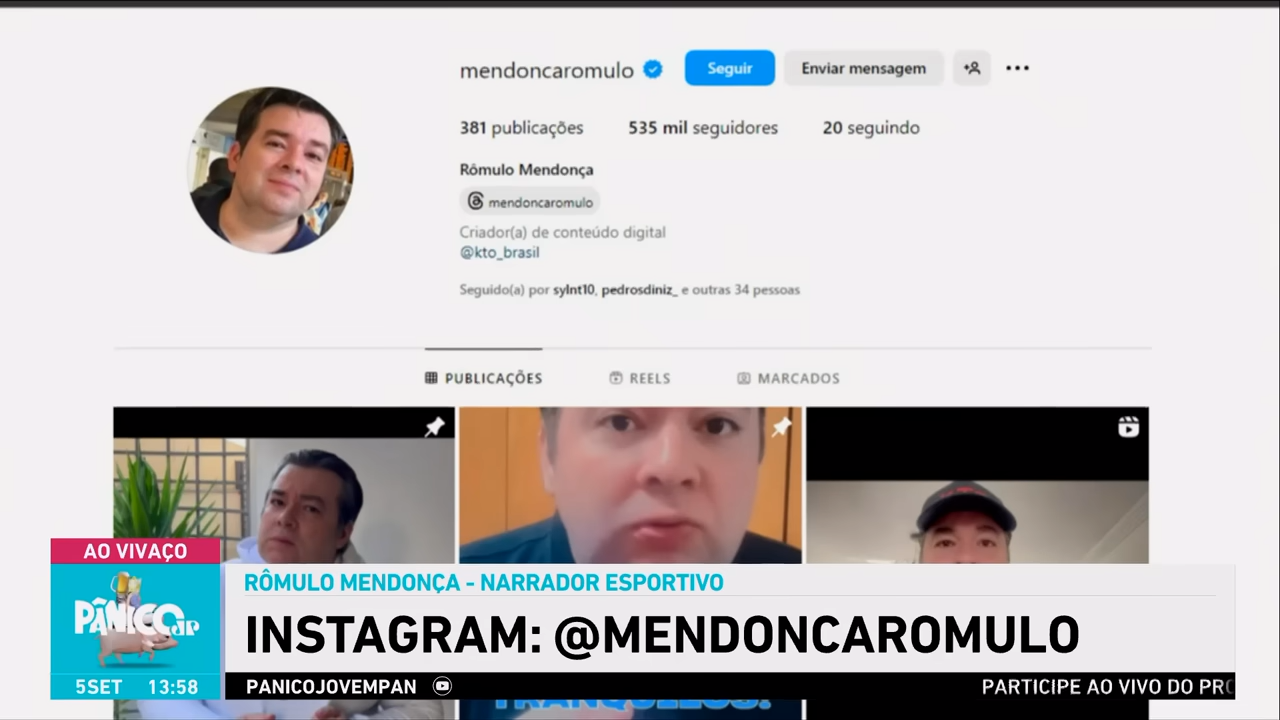 mendoncaromulo
Seguir
Enviar mensagem
381 publicações
535 mil seguidores
20 seguindo
Rômulo Mendonça
mendoncaromulo
Criador(a) de conteúdo digital
@kto_brasil
Seguido(a) por sylnt10, pedrosdiniz_ e outras 34 pessoas
PUBLICAÇÕES
REELS
MARCADOS
AO VIVAÇO
PÂNICO JP
5SET 13:58
RÔMULO MENDONÇA - NARRADOR ESPORTIVO
INSTAGRAM: @MENDONCAROMULO
PANICOJOVEMPAN
PARTICIPE AO VIVO DO PRO